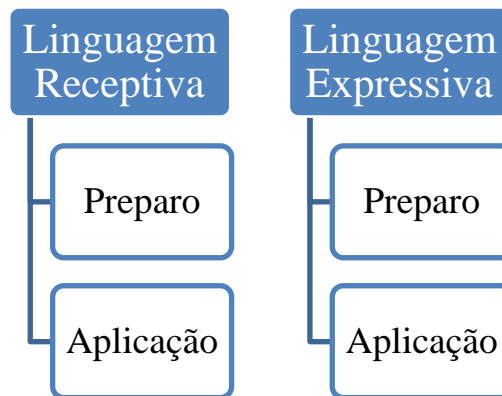 Linguagem
Receptiva
Preparo
Aplicação
Linguagem
Expressiva
Preparo
Aplicação